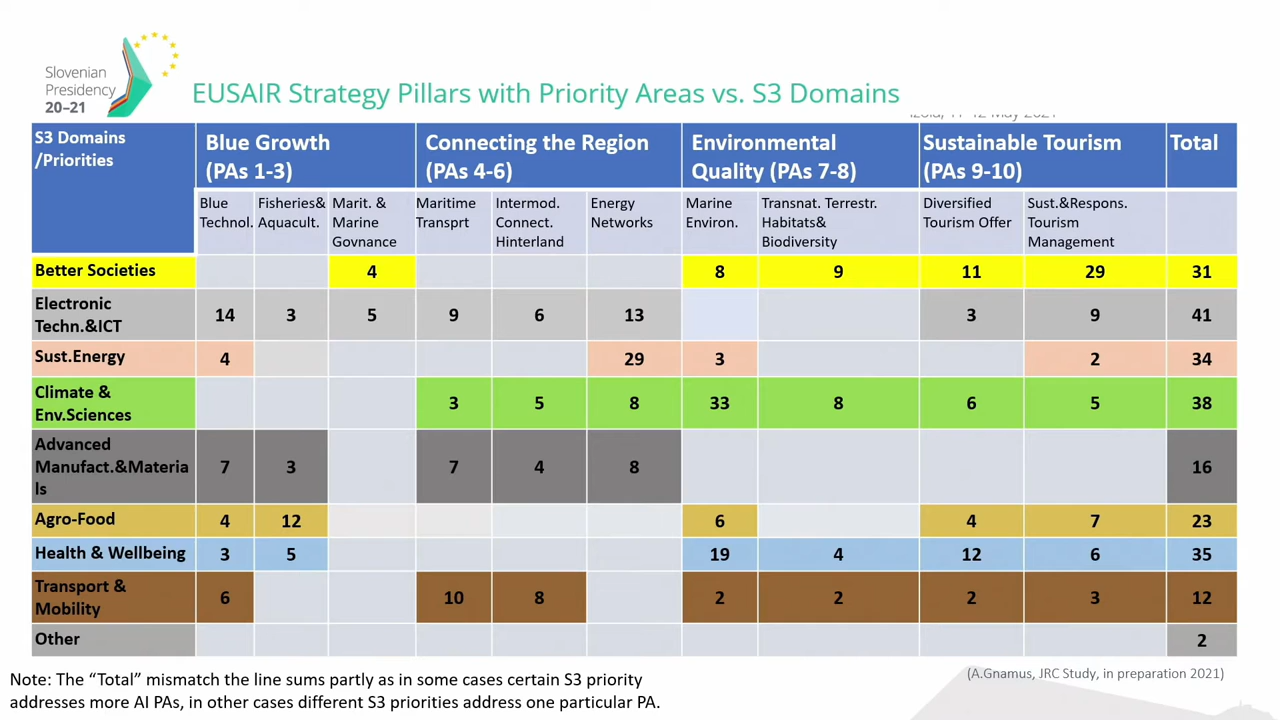 Slovenian
Presidency
20–21
EUSAIR Strategy Pillars with Priority Areas vs. S3 Domains
S3 Domains
/Priorities
Blue Growth
(PAs 1-3)
Connecting the Region
(PAs 4-6)
Environmental
Quality (PAs 7-8)
Sustainable Tourism
(PAs 9-10)
Total
Blue
Technol.
Fisheries&
Aquacult.
Marit. &
Marine
Govnance
Maritime
Transprt
Intermod.
Connect.
Hinterland
Energy
Networks
Marine
Environ.
Transnat. Terrestr.
Habitats&
Biodiversity
Diversified
Tourism Offer
Sust.&Respons.
Tourism
Management
Better Societies 4 8 9 11 29 31
Electronic
Techn.&ICT 14 3 5 9 6 13 3 9 41
Sust.Energy 4 29 3 2 34
Climate &
Env.Sciences 3 5 8 33 8 6 5 38
Advanced
Manufact.&Materia
ls 7 3 7 4 8 16
Agro-Food 4 12 6 4 7 23
Health & Wellbeing 3 5 19 4 12 6 35
Transport &
Mobility 6 10 8 2 2 2 3 12
Other 2
Note: The “Total” mismatch the line sums partly as in some cases certain S3 priority
addresses more AI PAs, in other cases different S3 priorities address one particular PA.
(A.Gnamus, JRC Study, in preparation 2021)